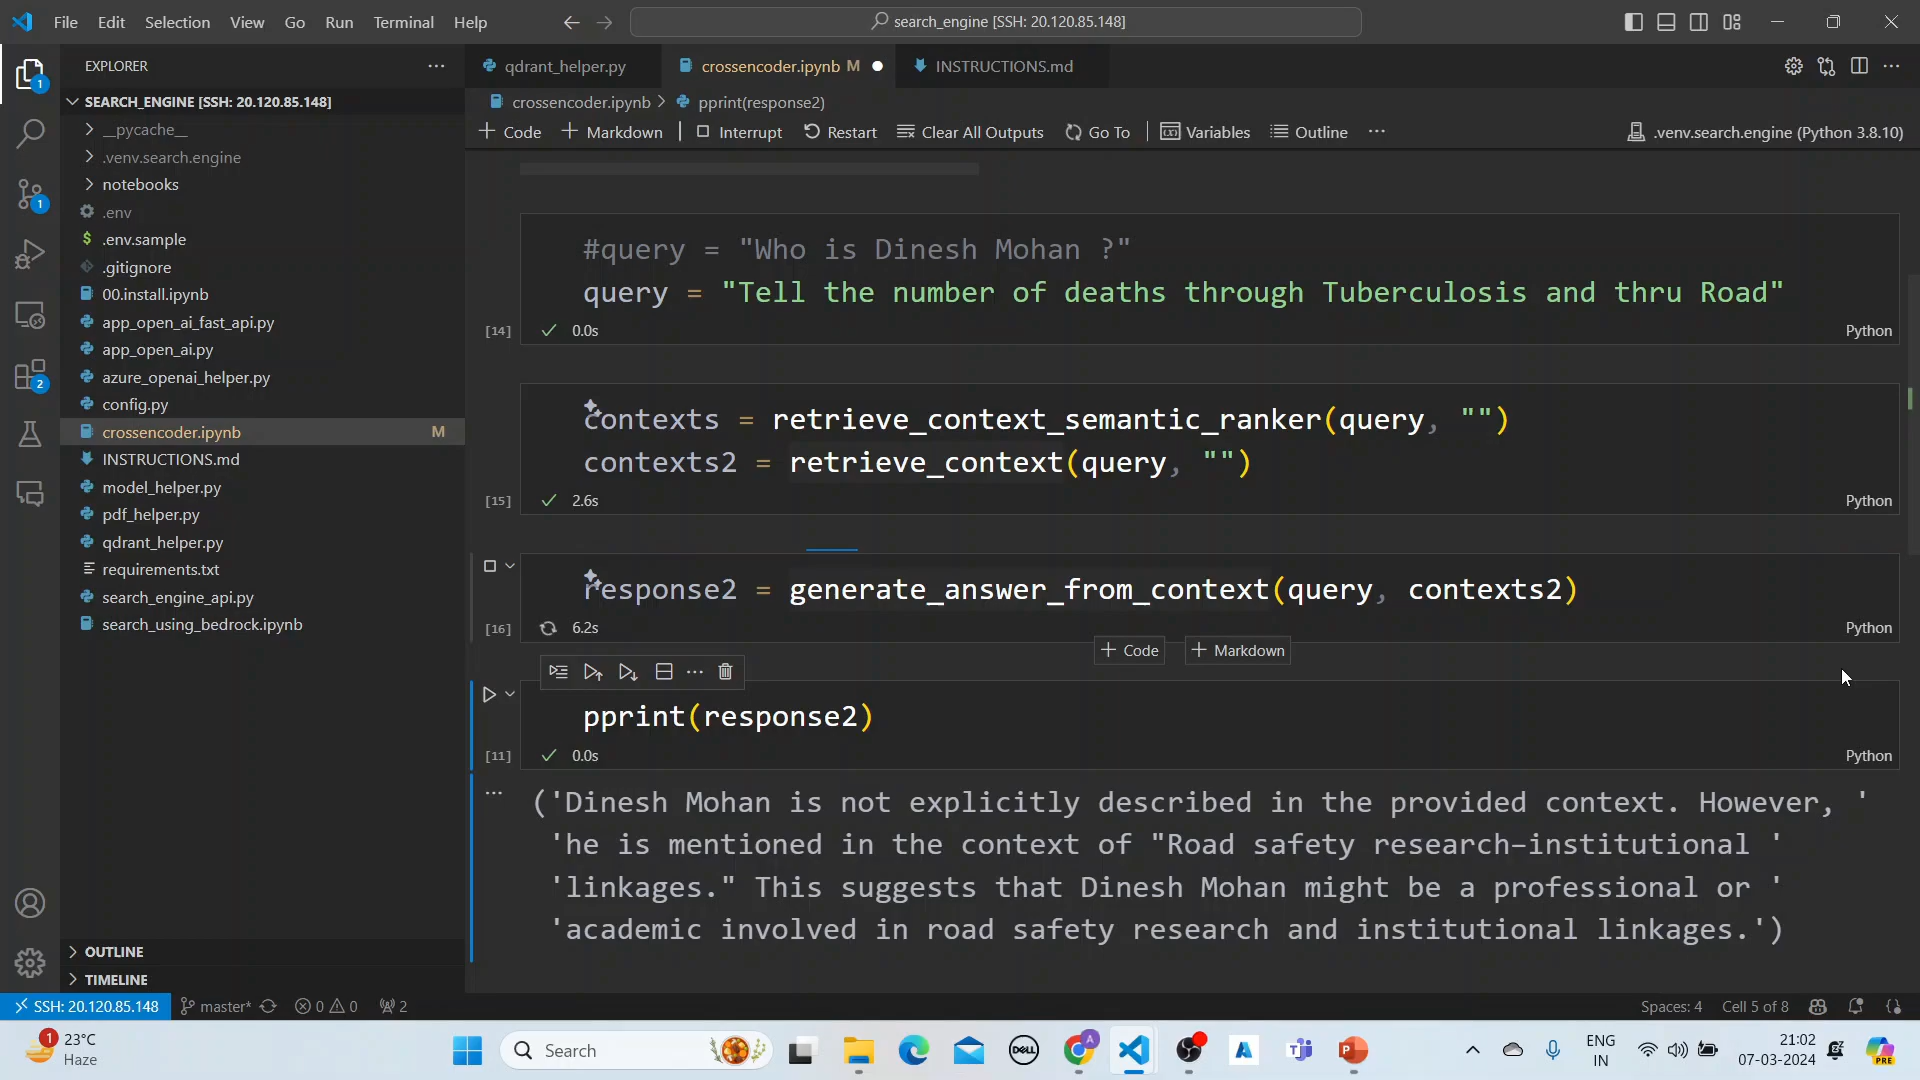 File Edit Selection View Go Run Terminal Help
search_engine [SSH: 20.120.85.148]
EXPLORER
SEARCH_ENGINE [SSH: 20.120.85.148]
__pycache__
.venv.search.engine
notebooks
.env
$ .env.sample
.gitignore
00.install.ipynb
app_open_ai_fast_api.py
app_open_ai.py
azure_openai_helper.py
config.py
crossencoder.ipynb M
INSTRUCTIONS.md
model_helper.py
pdf_helper.py
qdrant_helper.py
requirements.txt
search_engine_api.py
search_using_bedrock.ipynb
OUTLINE
TIMELINE
1
1
2
qdrant_helper.py crossencoder.ipynb M INSTRUCTIONS.md
crossencoder.ipynb > pprint(response2)
+ Code + Markdown Interrupt Restart Clear All Outputs Go To Variables Outline ... .venv.search.engine (Python 3.8.10)
#query = "Who is Dinesh Mohan ?"
query = "Tell the number of deaths through Tuberculosis and thru Road"
[14] 0.0s Python
contexts = retrieve_context_semantic_ranker(query, "")
contexts2 = retrieve_context(query, "")
[15] 2.6s Python
response2 = generate_answer_from_context(query, contexts2)
[16] 6.2s Python
+ Code + Markdown
pprint(response2)
[11] 0.0s Python
('Dinesh Mohan is not explicitly described in the provided context. However, '
'he is mentioned in the context of "Road safety research–institutional '
'linkages." This suggests that Dinesh Mohan might be a professional or '
'academic involved in road safety research and institutional linkages.')
SSH: 20.120.85.148 master* 0 0 2 Spaces: 4 Cell 5 of 8
1 23°C
Haze
Search
DELL
A
PRE
ENG
IN
21:02
07-03-2024